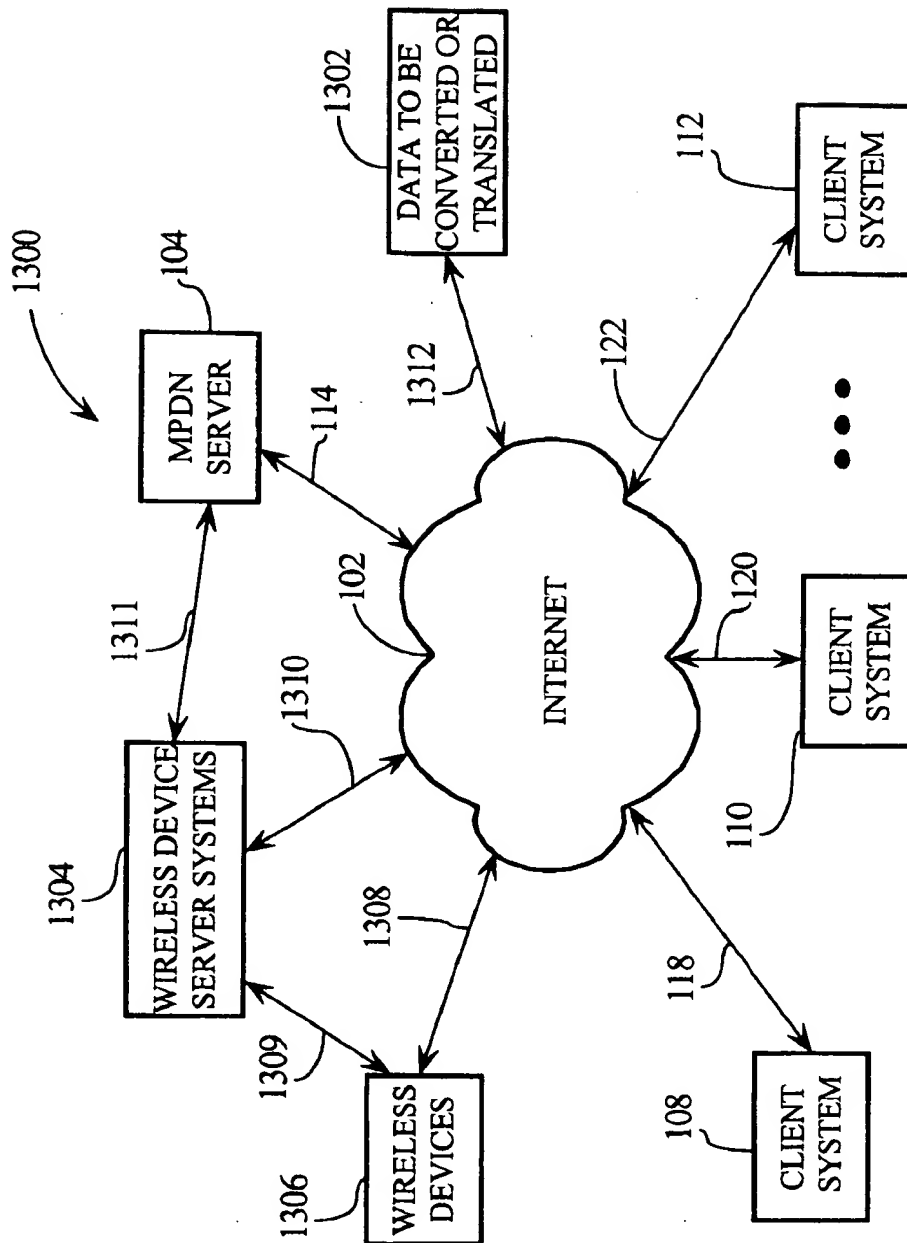 1300
1304
WIRELESS DEVICE
SERVER SYSTEMS
1311
MPDN
SERVER
104
1306
WIRELESS
DEVICES
1309
1310
102
114
1302
DATA TO BE
CONVERTED OR
TRANSLATED
1308
INTERNET
1312
108
CLIENT
SYSTEM
118
110
CLIENT
SYSTEM
120
122
112
CLIENT
SYSTEM